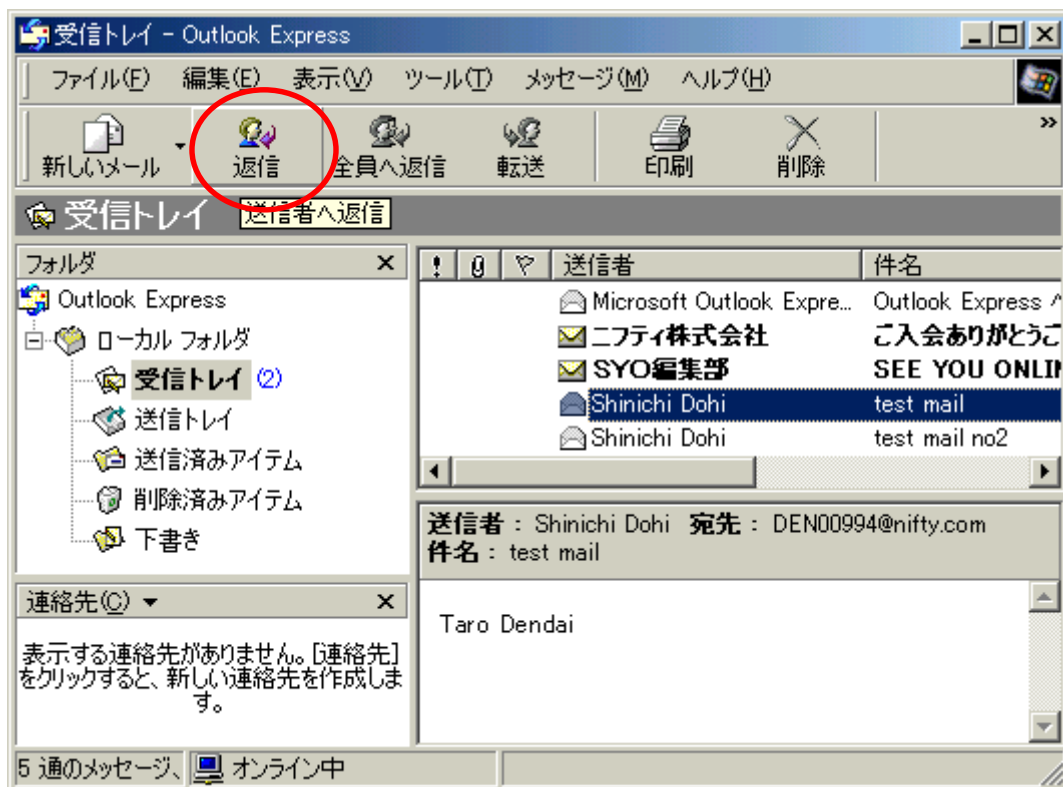 受信トレイ - Outlook Express
ファイル(F) 編集(E) 表示(V) ツール(T) メッセージ(M) ヘルプ(H)
新しいメール 返信 全員へ返信 転送 印刷 削除 »
受信トレイ 送信者へ返信
フォルダ
Outlook Express
ローカル フォルダ
受信トレイ (2)
送信トレイ
送信済みアイテム
削除済みアイテム
下書き
連絡先(C)
表示する連絡先がありません。[連絡先]
をクリックすると、新しい連絡先を作成しま
す。
! 送信者 件名
Microsoft Outlook Expre... Outlook Express
ニフティ株式会社 ご入会ありがとうご
SYO編集部 SEE YOU ONLIN
Shinichi Dohi test mail
Shinichi Dohi test mail no2
送信者 : Shinichi Dohi 宛先 : DEN00994@nifty.com
件名 : test mail
Taro Dendai
5 通のメッセージ、 オンライン中